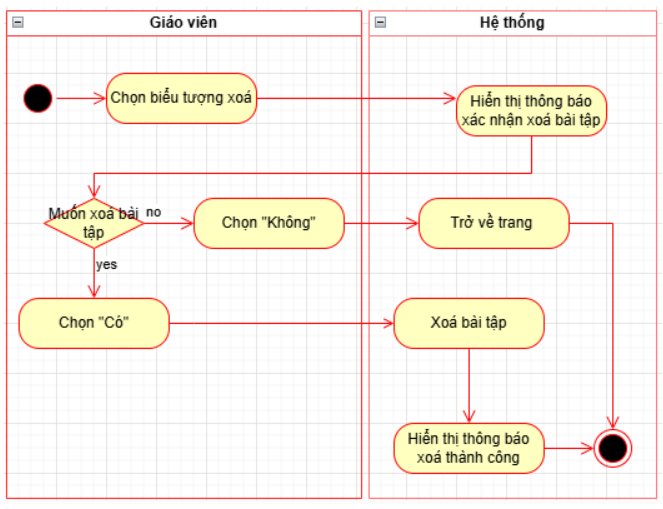 Giáo viên
Hệ thống
Chọn biểu tượng xoá
Hiển thị thông báo
xác nhận xoá bài tập
Muốn xoá bài
tập
no
Chọn "Không"
Trở về trang
yes
Chọn "Có"
Xoá bài tập
Hiển thị thông báo
xoá thành công